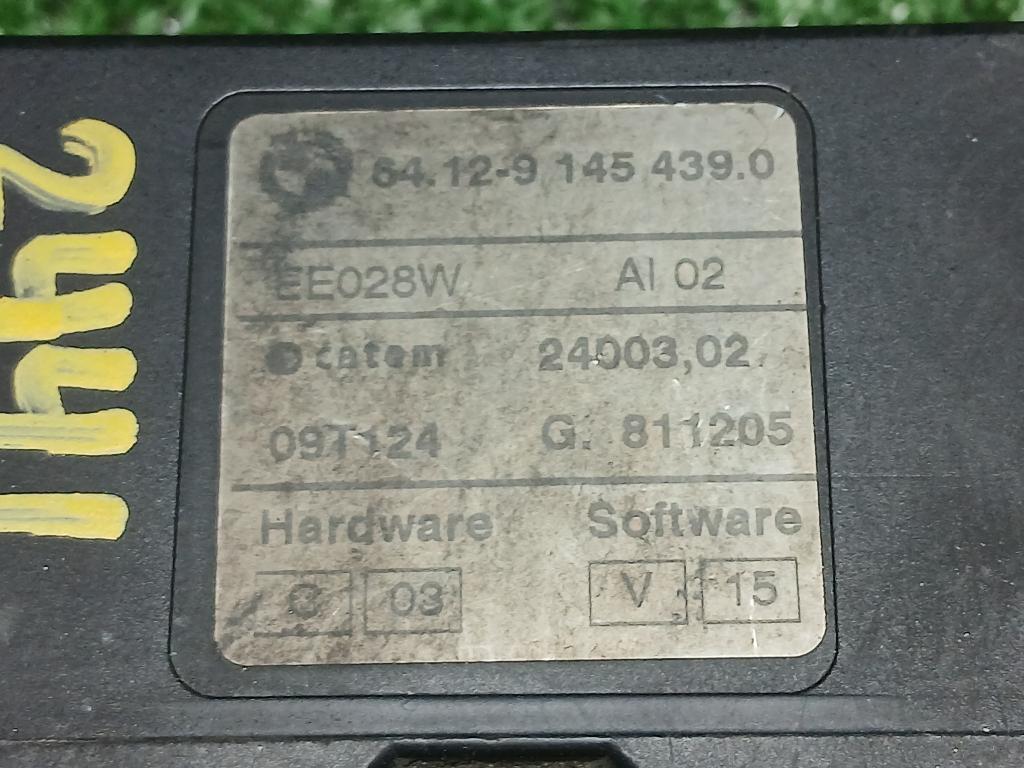 64.12-9 145 439.0
EE028W AI 02
catem 24003,02
09T124 G. 811205
Hardware Software
C 03 V 15